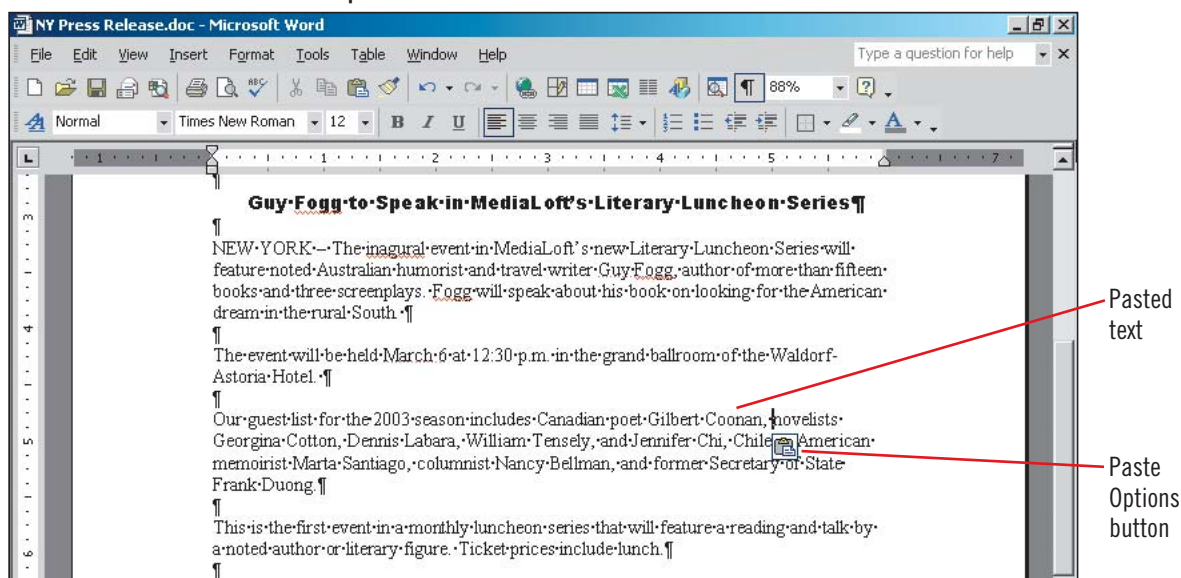 NY Press Release.doc - Microsoft Word
File Edit View Insert Format Tools Table Window Help Type a question for help
88%
Normal Times New Roman 12 B I U
1 1 2 3 4 5 7
Guy·Fogg·to·Speak·in·MediaLoft's·Literary·Luncheon·Series¶
¶
NEW·YORK·–·The·inagural·event·in·MediaLoft's·new·Literary·Luncheon·Series·will·
feature·noted·Australian·humorist·and·travel·writer·Guy·Fogg,·author·of·more·than·fifteen·
books·and·three·screenplays.··Fogg·will·speak·about·his·book·on·looking·for·the·American·
dream·in·the·rural·South.·¶
¶
The·event·will·be·held·March·6·at·12:30·p.m.·in·the·grand·ballroom·of·the·Waldorf-
Astoria·Hotel.·¶
¶
Our·guest·list·for·the·2003·season·includes·Canadian·poet·Gilbert·Coonan,·novelists·
Georgina·Cotton,·Dennis·Labara,·William·Tensely,·and·Jennifer·Chi,·Chile American·
memoirist·Marta·Santiago,·columnist·Nancy·Bellman,·and·former·Secretary·of·State·
Frank·Duong.¶
¶
This·is·the·first·event·in·a·monthly·luncheon·series·that·will·feature·a·reading·and·talk·by·
a·noted·author·or·literary·figure.··Ticket·prices·include·lunch.¶
¶
Pasted
text
Paste
Options
button